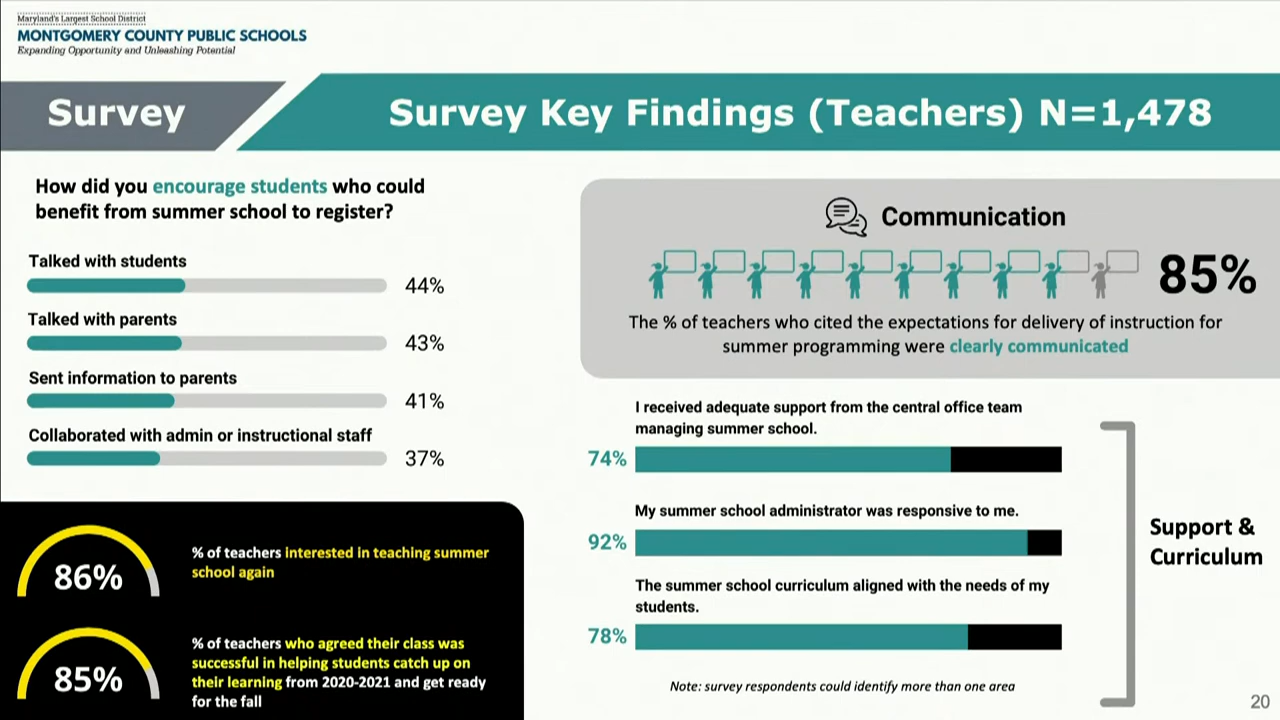 Maryland's Largest School District
MONTGOMERY COUNTY PUBLIC SCHOOLS
Expanding Opportunity and Unleashing Potential
Survey
Survey Key Findings (Teachers) N=1,478
How did you encourage students who could
benefit from summer school to register?
Talked with students
44%
Talked with parents
43%
Sent information to parents
41%
Collaborated with admin or instructional staff
37%
86%
% of teachers interested in teaching summer
school again
85%
% of teachers who agreed their class was
successful in helping students catch up on
their learning from 2020-2021 and get ready
for the fall
Communication
85%
The % of teachers who cited the expectations for delivery of instruction for
summer programming were clearly communicated
I received adequate support from the central office team
managing summer school.
74%
My summer school administrator was responsive to me.
92%
The summer school curriculum aligned with the needs of my
students.
78%
Support &
Curriculum
Note: survey respondents could identify more than one area
20